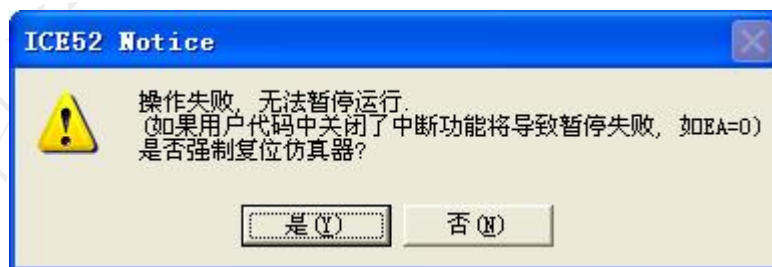 ICE52 Notice
操作失败, 无法暂停运行.
(如果用户代码中关闭了中断功能将导致暂停失败, 如EA=0)
是否强制复位仿真器?
是(Y) 否(N)